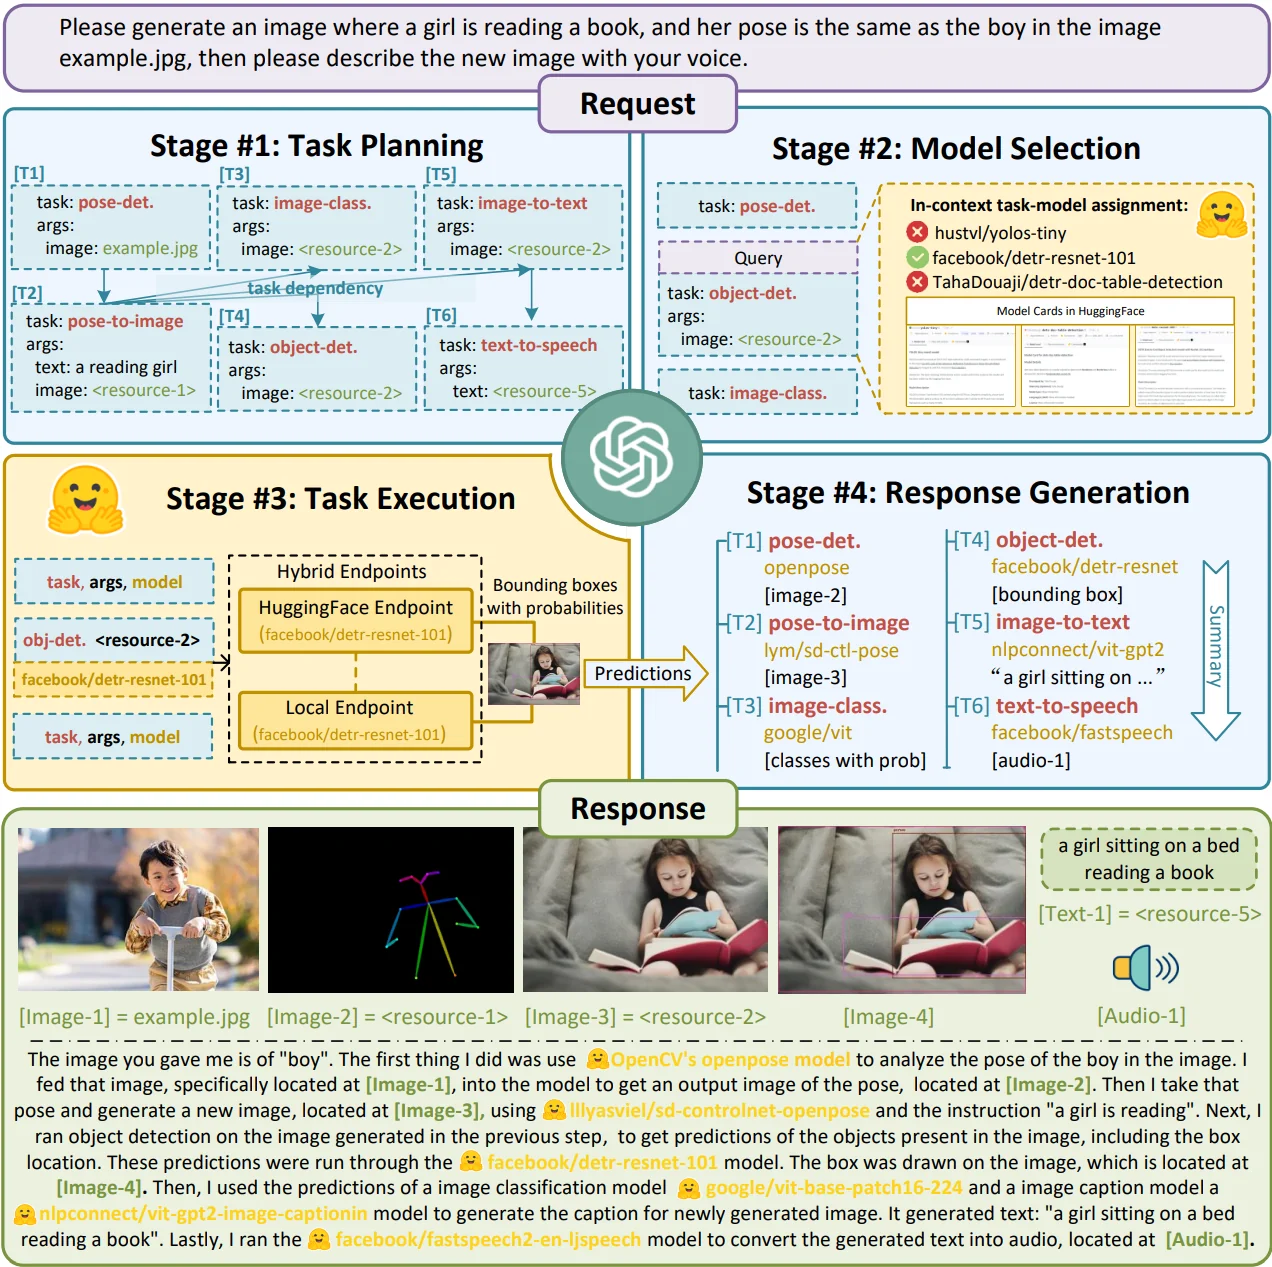 Please generate an image where a girl is reading a book, and her pose is the same as the boy in the image
example.jpg, then please describe the new image with your voice.
Request
Stage #1: Task Planning
[T1]
task: pose-det.
args:
image: example.jpg
[T3]
task: image-class.
args:
image: <resource-2>
[T5]
task: image-to-text
args:
image: <resource-2>
task dependency
[T2]
task: pose-to-image
args:
text: a reading girl
image: <resource-1>
[T4]
task: object-det.
args:
image: <resource-2>
[T6]
task: text-to-speech
args:
text: <resource-5>
Stage #2: Model Selection
task: pose-det.
Query
task: object-det.
args:
image: <resource-2>
task: image-class.
In-context task-model assignment:
hustvl/yolos-tiny
facebook/detr-resnet-101
TahaDouaji/detr-doc-table-detection
Model Cards in HuggingFace
Stage #3: Task Execution
task, args, model
obj-det. <resource-2>
facebook/detr-resnet-101
task, args, model
Hybrid Endpoints
HuggingFace Endpoint
(facebook/detr-resnet-101)
Local Endpoint
(facebook/detr-resnet-101)
Bounding boxes
with probabilities
Predictions
Stage #4: Response Generation
[T1] pose-det.
openpose
[image-2]
[T2] pose-to-image
lym/sd-ctl-pose
[image-3]
[T3] image-class.
google/vit
[classes with prob]
[T4] object-det.
facebook/detr-resnet
[bounding box]
[T5] image-to-text
nlpconnect/vit-gpt2
“a girl sitting on ...”
[T6] text-to-speech
facebook/fastspeech
[audio-1]
Summary
Response
a girl sitting on a bed
reading a book
[Text-1] = <resource-5>
[Image-1] = example.jpg
[Image-2] = <resource-1>
[Image-3] = <resource-2>
[Image-4]
[Audio-1]
The image you gave me is of "boy". The first thing I did was use OpenCV's openpose model to analyze the pose of the boy in the image. I
fed that image, specifically located at [Image-1], into the model to get an output image of the pose, located at [Image-2]. Then I take that
pose and generate a new image, located at [Image-3], using lllyasviel/sd-controlnet-openpose and the instruction "a girl is reading". Next, I
ran object detection on the image generated in the previous step, to get predictions of the objects present in the image, including the box
location. These predictions were run through the facebook/detr-resnet-101 model. The box was drawn on the image, which is located at
[Image-4]. Then, I used the predictions of a image classification model google/vit-base-patch16-224 and a image caption model a
nlpconnect/vit-gpt2-image-captionin model to generate the caption for newly generated image. It generated text: "a girl sitting on a bed
reading a book". Lastly, I ran the facebook/fastspeech2-en-ljspeech model to convert the generated text into audio, located at [Audio-1].